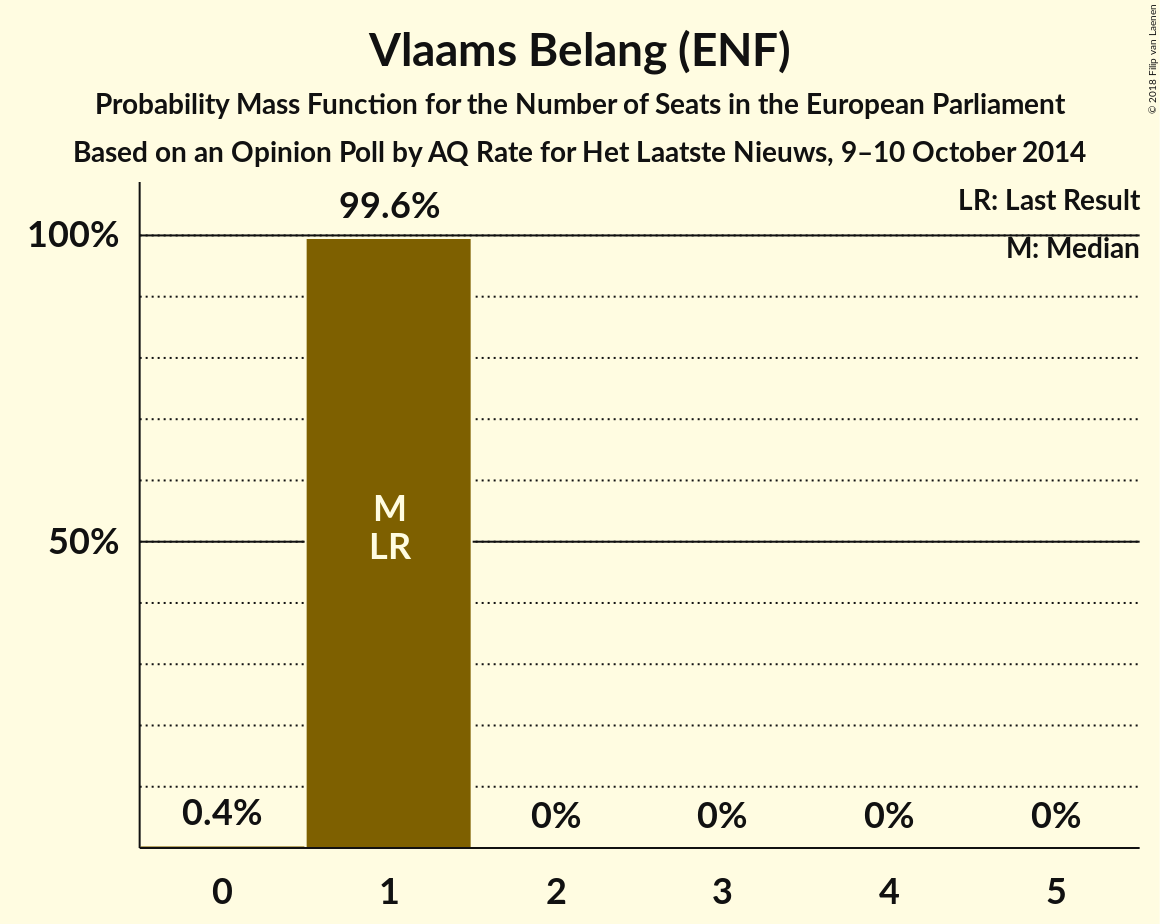 Vlaams Belang (ENF)
Probability Mass Function for the Number of Seats in the European Parliament
Based on an Opinion Poll by AQ Rate for Het Laatste Nieuws, 9–10 October 2014
© 2018 Filip van Laenen
LR: Last Result
M: Median
99.6%
100%
M
LR
50%
0.4%
0%
0%
0%
0%
0
1
2
3
4
5